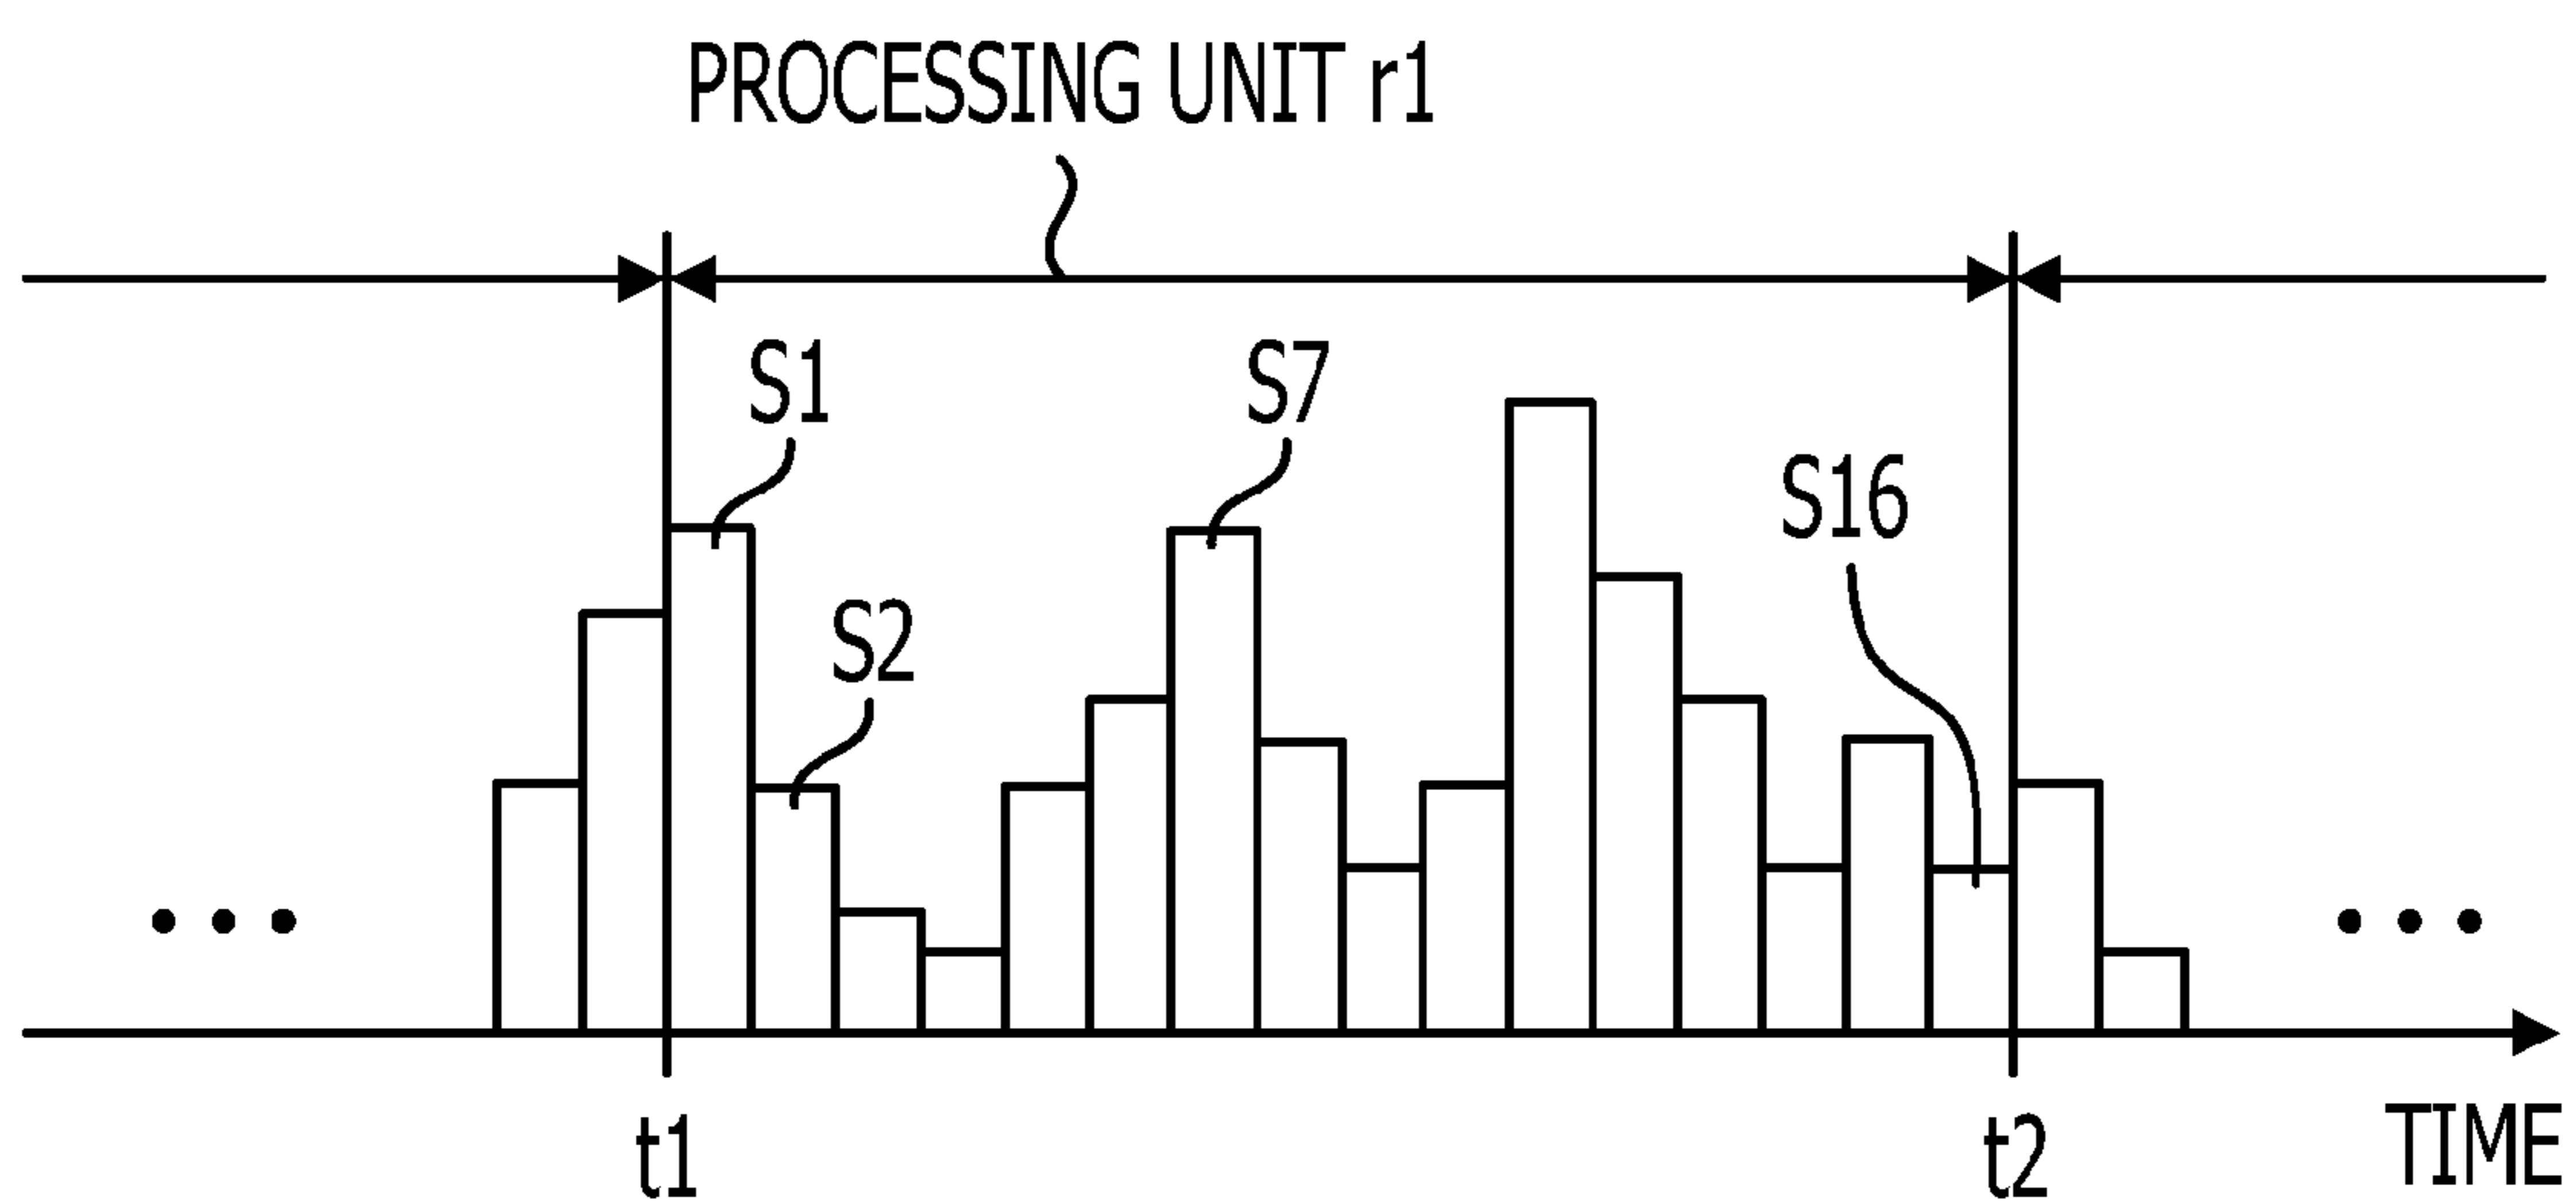 PROCESSING UNIT r1
S1
S7
S16
S2
• • •
• • •
t1
t2
TIME